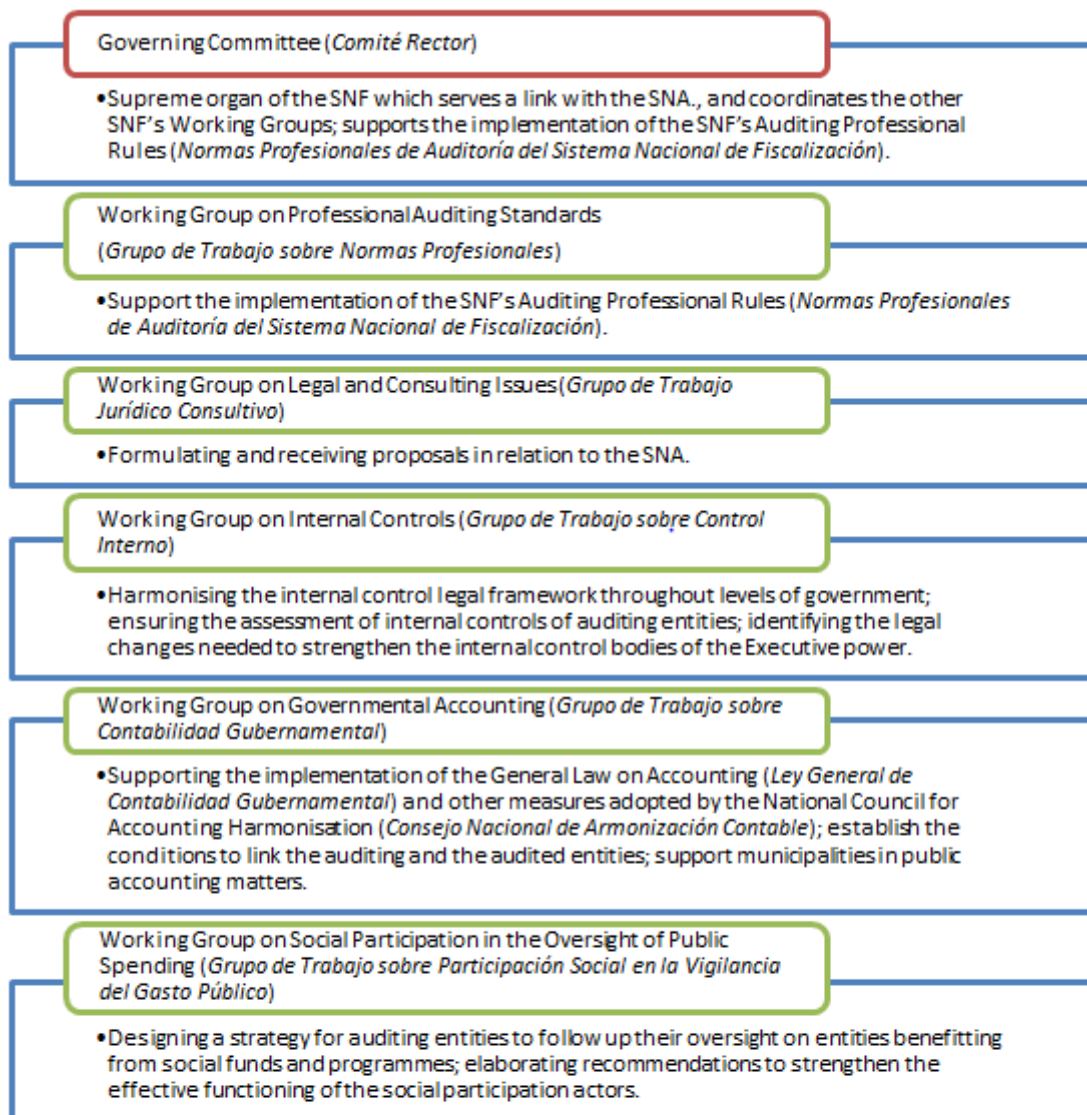 Governing Committee (Comité Rector)
•Supreme organ of the SNF which serves a link with the SNA., and coordinates the other
SNF's Working Groups; supports the implementation of the SNF's Auditing Professional
Rules (Normas Profesionales de Auditoría del Sistema Nacional de Fiscalización).
Working Group on Professional Auditing Standards
(Grupo de Trabajo sobre Normas Profesionales)
•Support the implementation of the SNF's Auditing Professional Rules (Normas Profesionales
de Auditoría del Sistema Nacional de Fiscalización).
Working Group on Legal and Consulting Issues (Grupo de Trabajo
Jurídico Consultivo)
•Formulating and receiving proposals in relation to the SNA.
Working Group on Internal Controls (Grupo de Trabajo sobre Control
Interno)
•Harmonising the internal control legal framework throughout levels of government;
ensuring the assessment of internal controls of auditing entities; identifying the legal
changes needed to strengthen the internal control bodies of the Executive power.
Working Group on Governmental Accounting (Grupo de Trabajo sobre
Contabilidad Gubernamental)
•Supporting the implementation of the General Law on Accounting (Ley General de
Contabilidad Gubernamental) and other measures adopted by the National Council for
Accounting Harmonisation (Consejo Nacional de Armonización Contable); establish the
conditions to link the auditing and the audited entities; support municipalities in public
accounting matters.
Working Group on Social Participation in the Oversight of Public
Spending (Grupo de Trabajo sobre Participación Social en la Vigilancia
del Gasto Público)
•Designing a strategy for auditing entities to follow up their oversight on entities benefitting
from social funds and programmes; elaborating recommendations to strengthen the
effective functioning of the social participation actors.